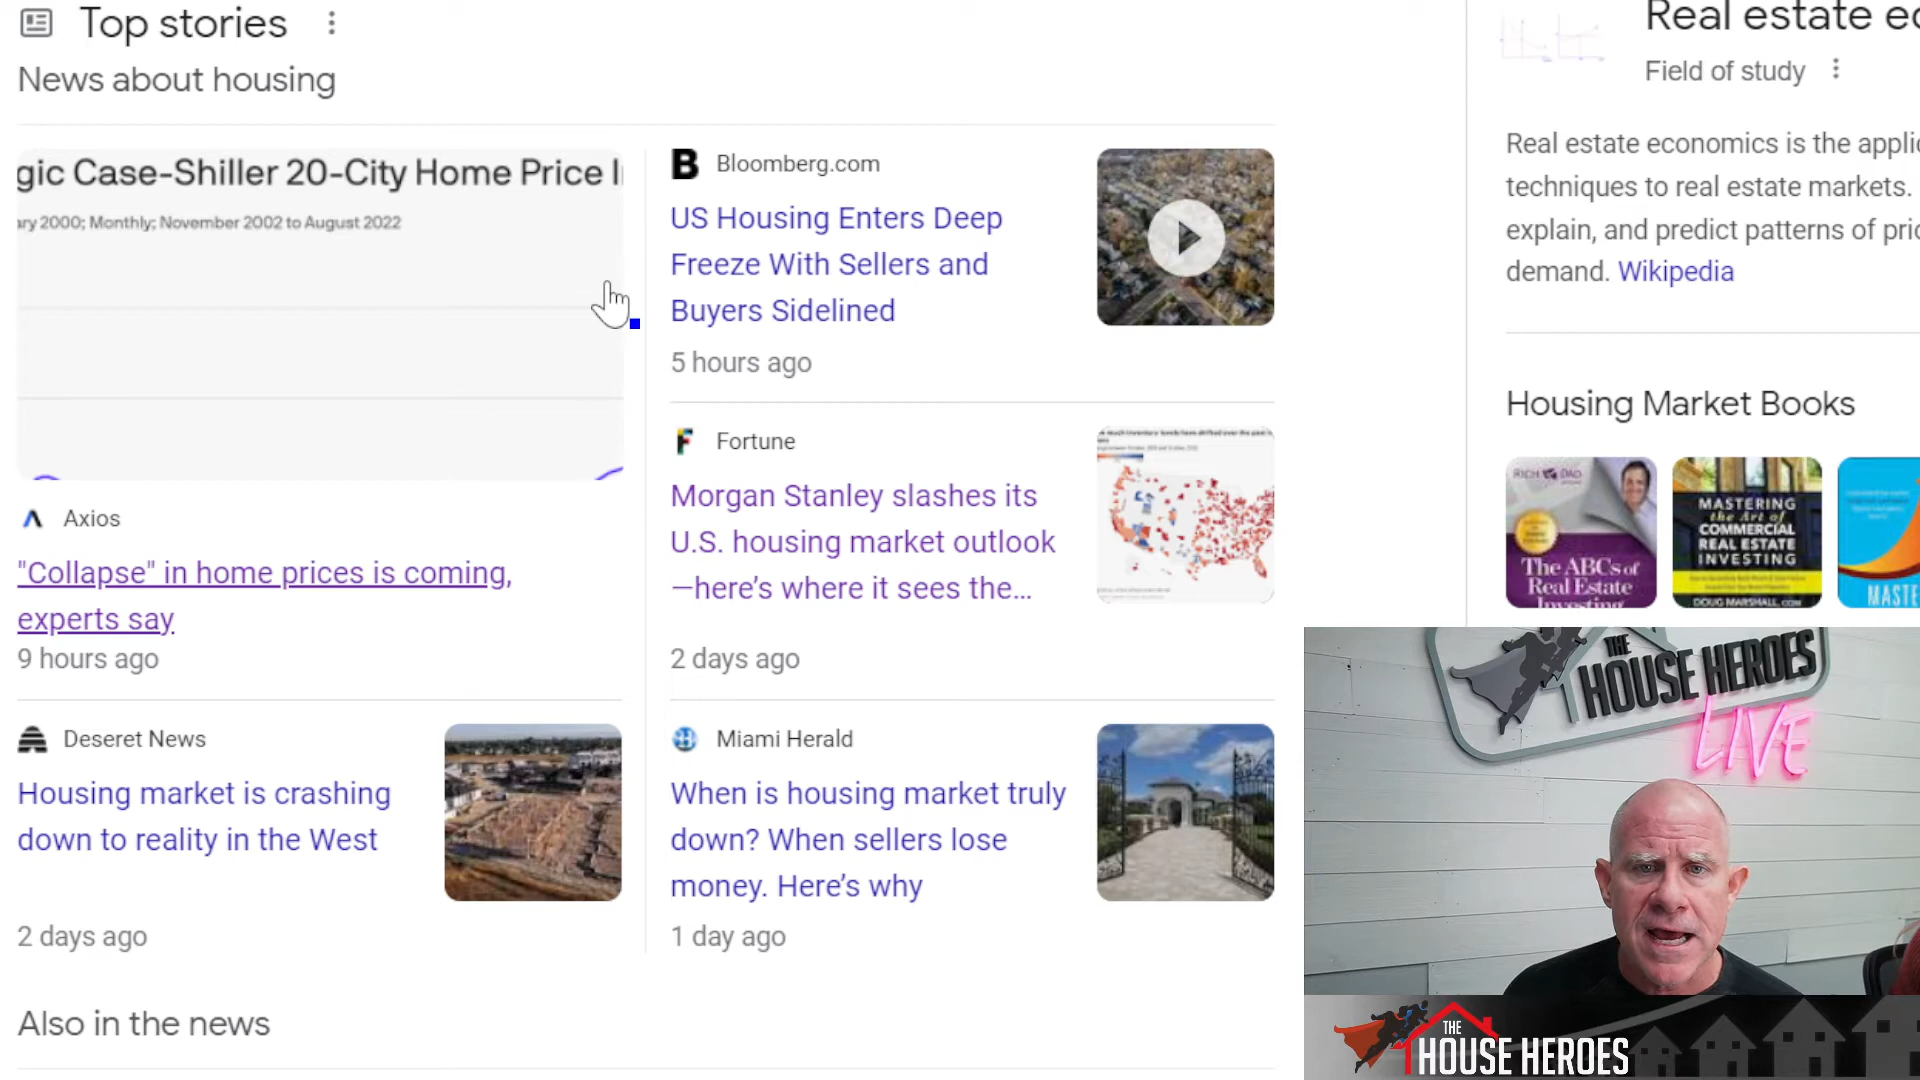 Top stories
News about housing
gic Case-Shiller 20-City Home Price I
ary 2000; Monthly; November 2002 to August 2022
Axios
"Collapse" in home prices is coming,
experts say
9 hours ago
Deseret News
Housing market is crashing
down to reality in the West
2 days ago
Bloomberg.com
US Housing Enters Deep
Freeze With Sellers and
Buyers Sidelined
5 hours ago
Fortune
Morgan Stanley slashes its
U.S. housing market outlook
—here's where it sees the...
2 days ago
Miami Herald
When is housing market truly
down? When sellers lose
money. Here's why
1 day ago
Also in the news
Real estate ec
Field of study
Real estate economics is the applic
techniques to real estate markets.
explain, and predict patterns of pric
demand. Wikipedia
Housing Market Books
RICH DAD
The ABCs of
Real Estate
Investing
MASTERING
the Art of
COMMERCIAL
REAL ESTATE
INVESTING
DOUG MARSHALL, CCIM
MASTE
THE
HOUSE HEROES
LIVE
THE
HOUSE HEROES